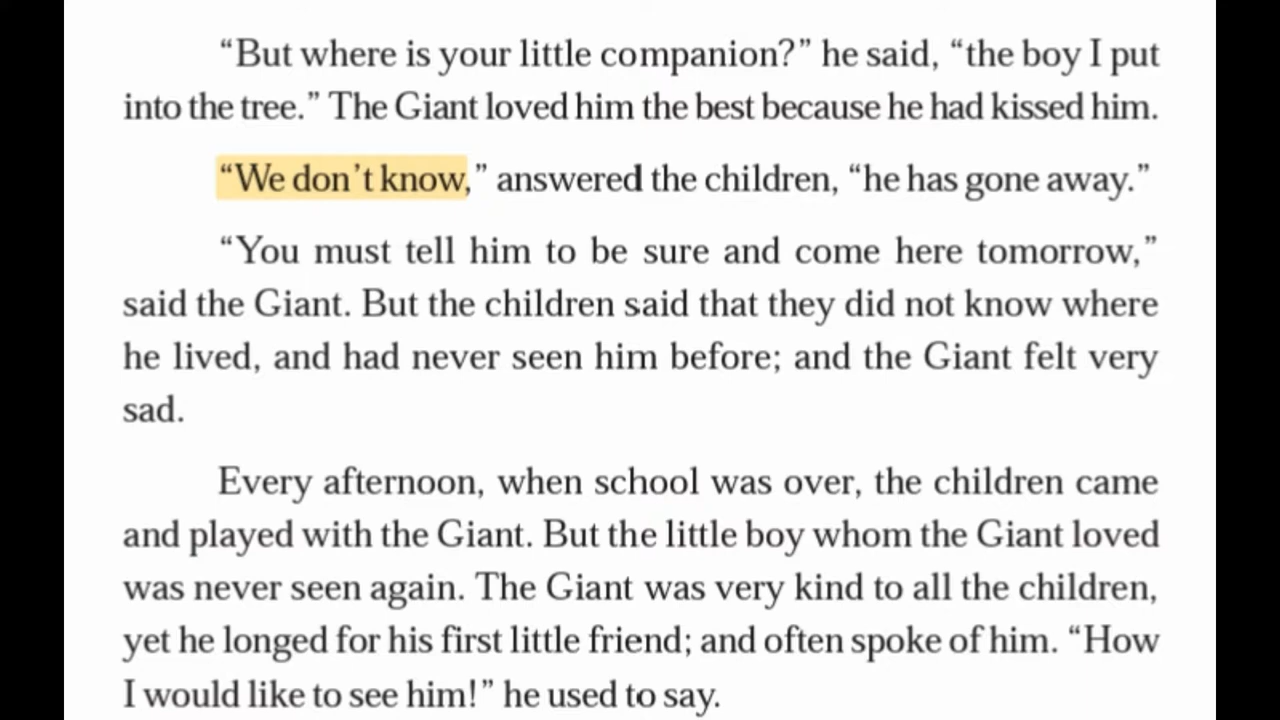 “But where is your little companion?” he said, “the boy I put
into the tree.” The Giant loved him the best because he had kissed him.
“We don’t know,” answered the children, “he has gone away.”
“You must tell him to be sure and come here tomorrow,”
said the Giant. But the children said that they did not know where
he lived, and had never seen him before; and the Giant felt very
sad.
Every afternoon, when school was over, the children came
and played with the Giant. But the little boy whom the Giant loved
was never seen again. The Giant was very kind to all the children,
yet he longed for his first little friend; and often spoke of him. “How
I would like to see him!” he used to say.